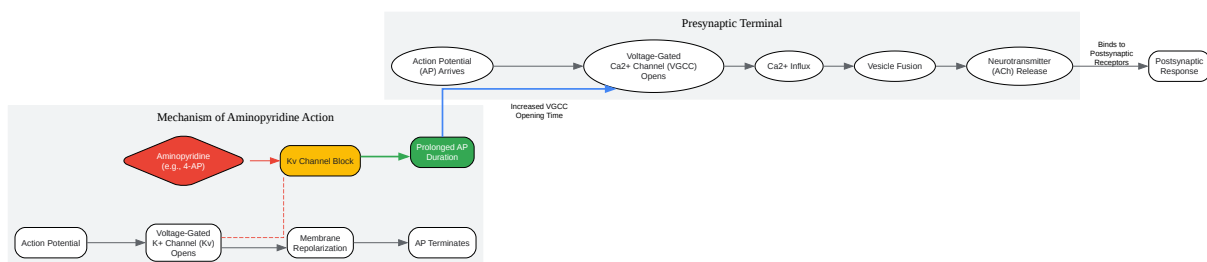 Presynaptic Terminal
Action Potential
(AP) Arrives
Voltage-Gated
Ca2+ Channel (VGCC)
Opens
Ca2+ Influx
Vesicle Fusion
Neurotransmitter
(ACh) Release
Binds to
Postsynaptic
Receptors
Postsynaptic
Response
Increased VGCC
Opening Time
Mechanism of Aminopyridine Action
Aminopyridine
(e.g., 4-AP)
Kv Channel Block
Prolonged AP
Duration
Action Potential
Voltage-Gated
K+ Channel (Kv)
Opens
Membrane
Repolarization
AP Terminates